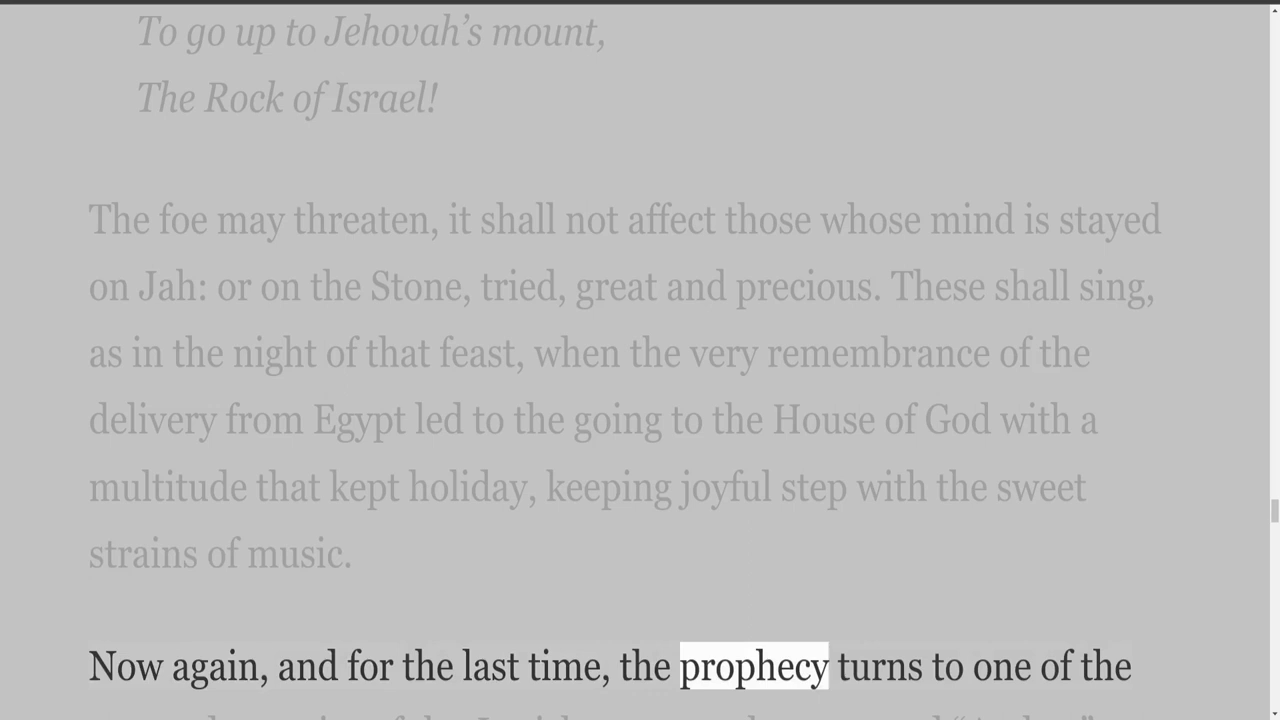 To go up to Jehovah’s mount,
The Rock of Israel!
The foe may threaten, it shall not affect those whose mind is stayed
on Jah: or on the Stone, tried, great and precious. These shall sing,
as in the night of that feast, when the very remembrance of the
delivery from Egypt led to the going to the House of God with a
multitude that kept holiday, keeping joyful step with the sweet
strains of music.
Now again, and for the last time, the prophecy turns to one of the